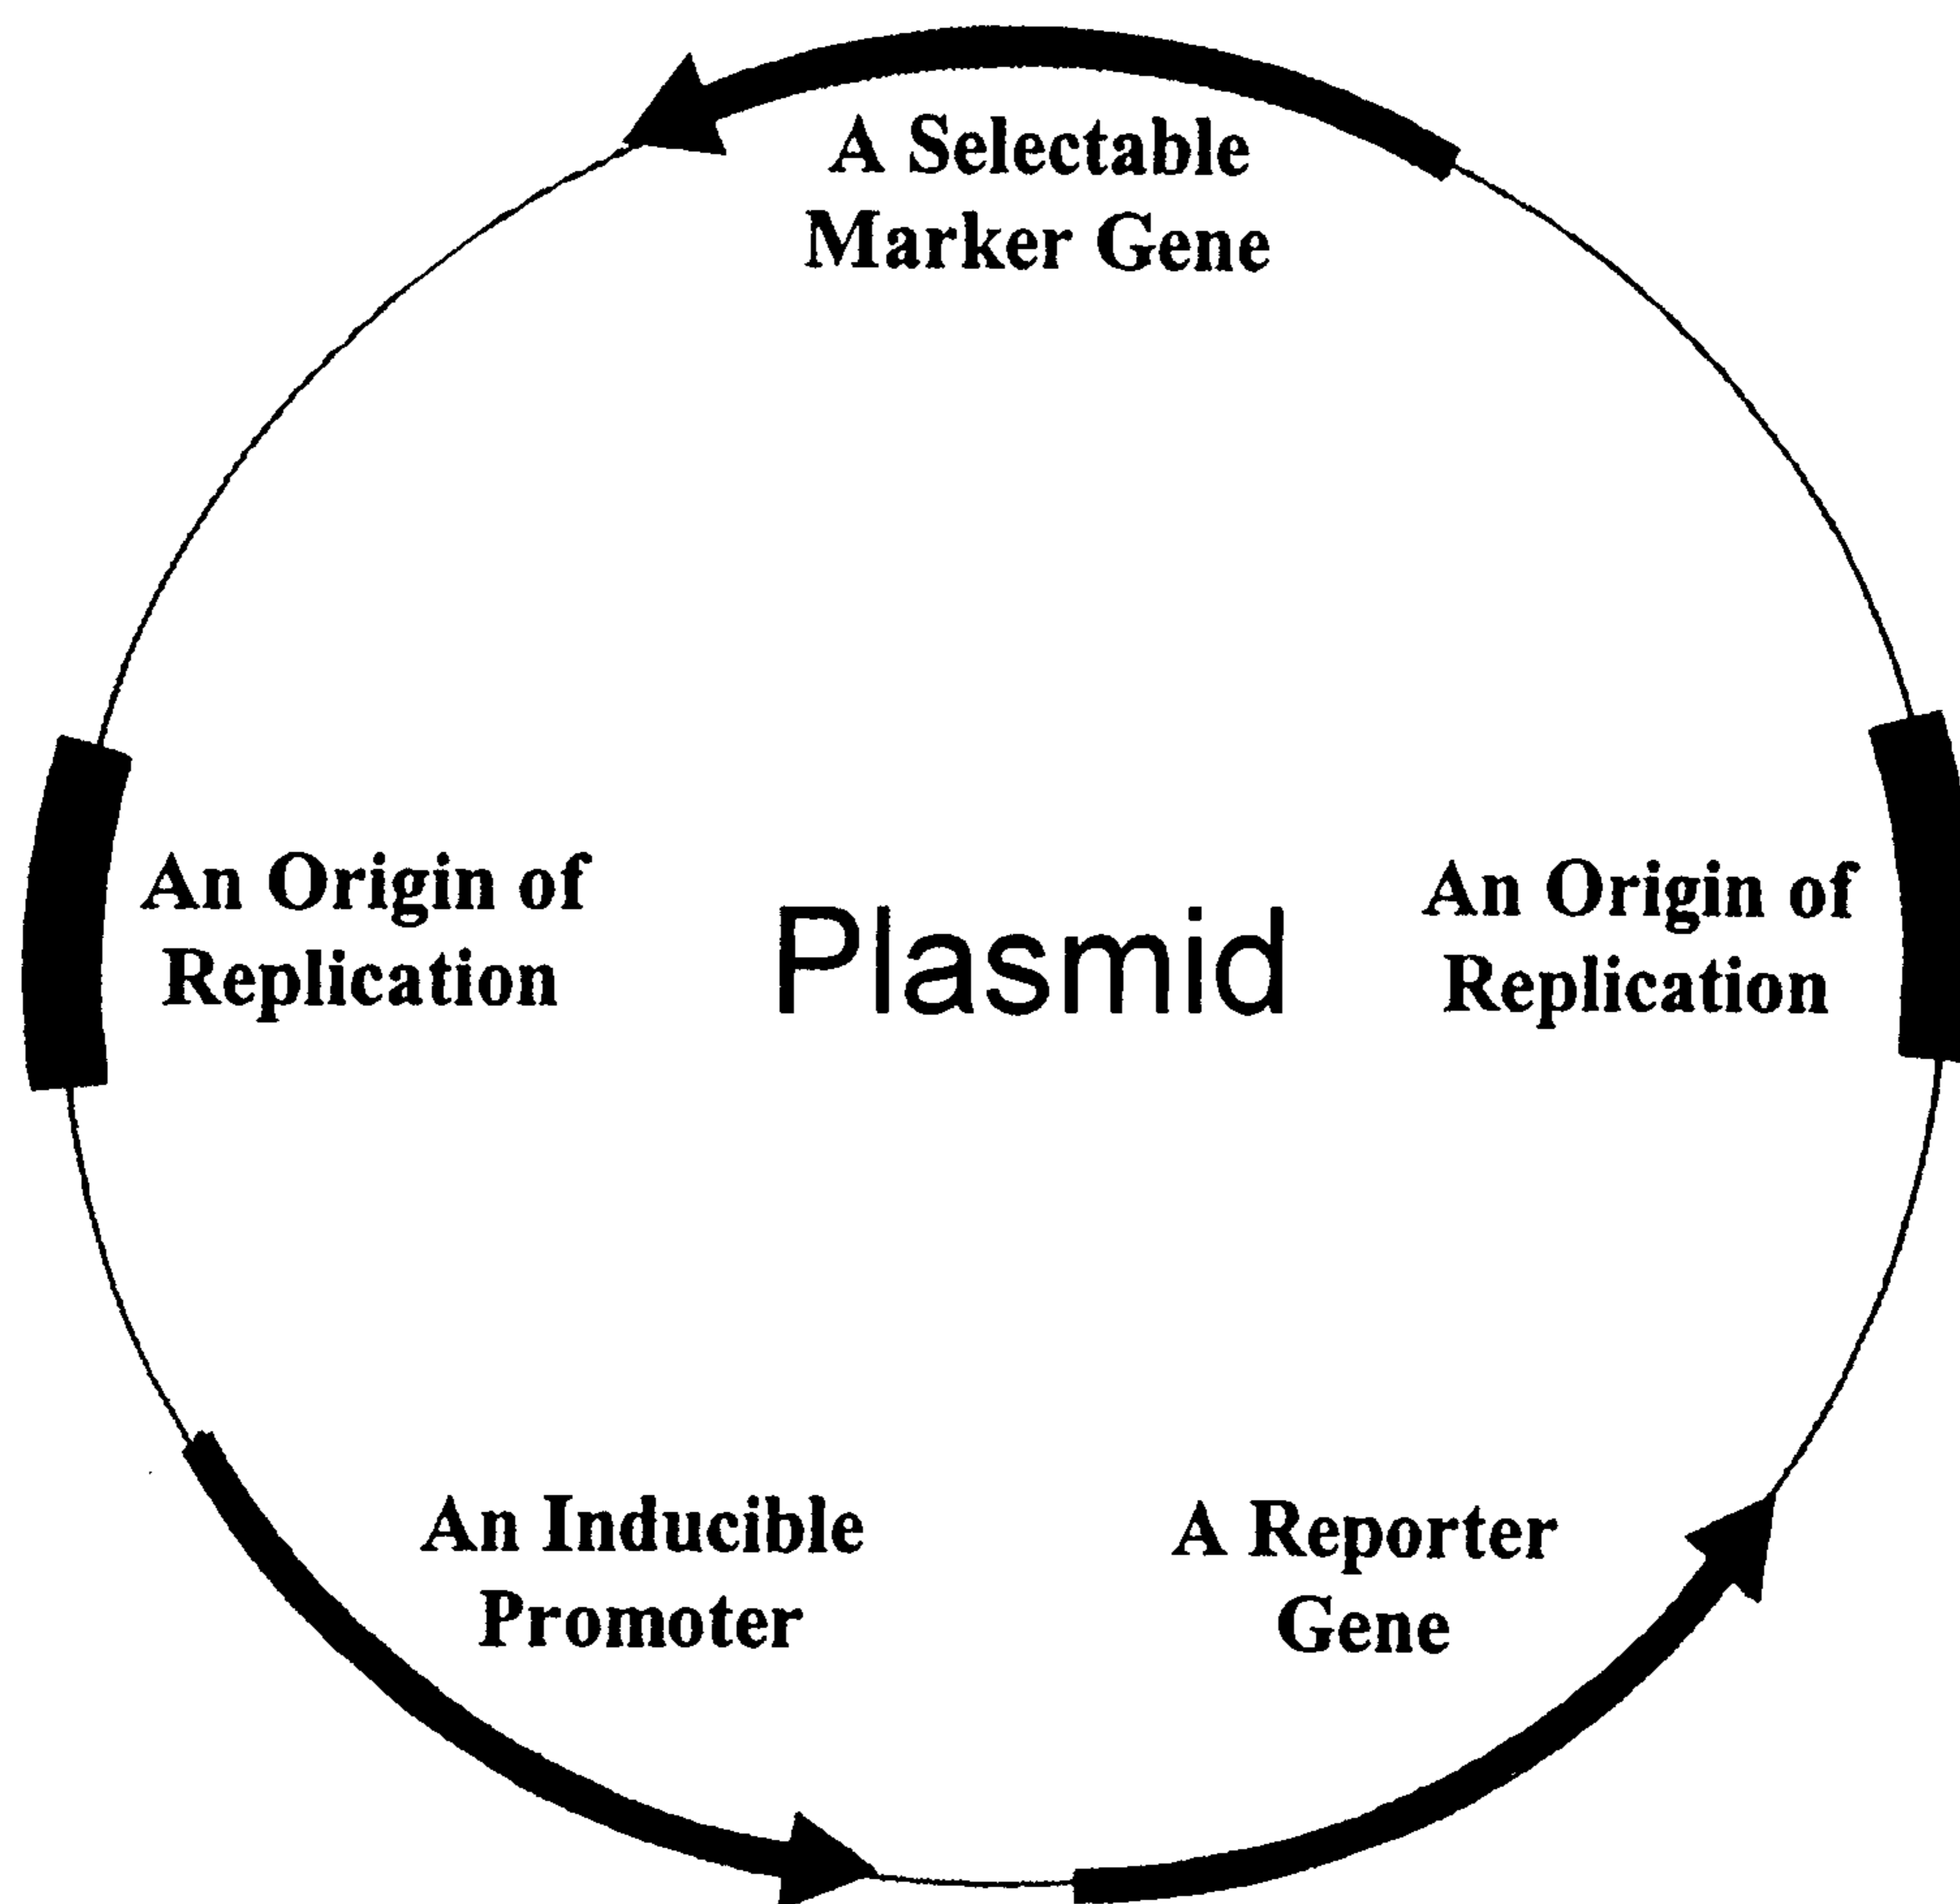 A Selectable
Marker Gene
An Origin of
Replication
Plasmid
An Origin of
Replication
An Inducible
Promoter
A Reporter
Gene